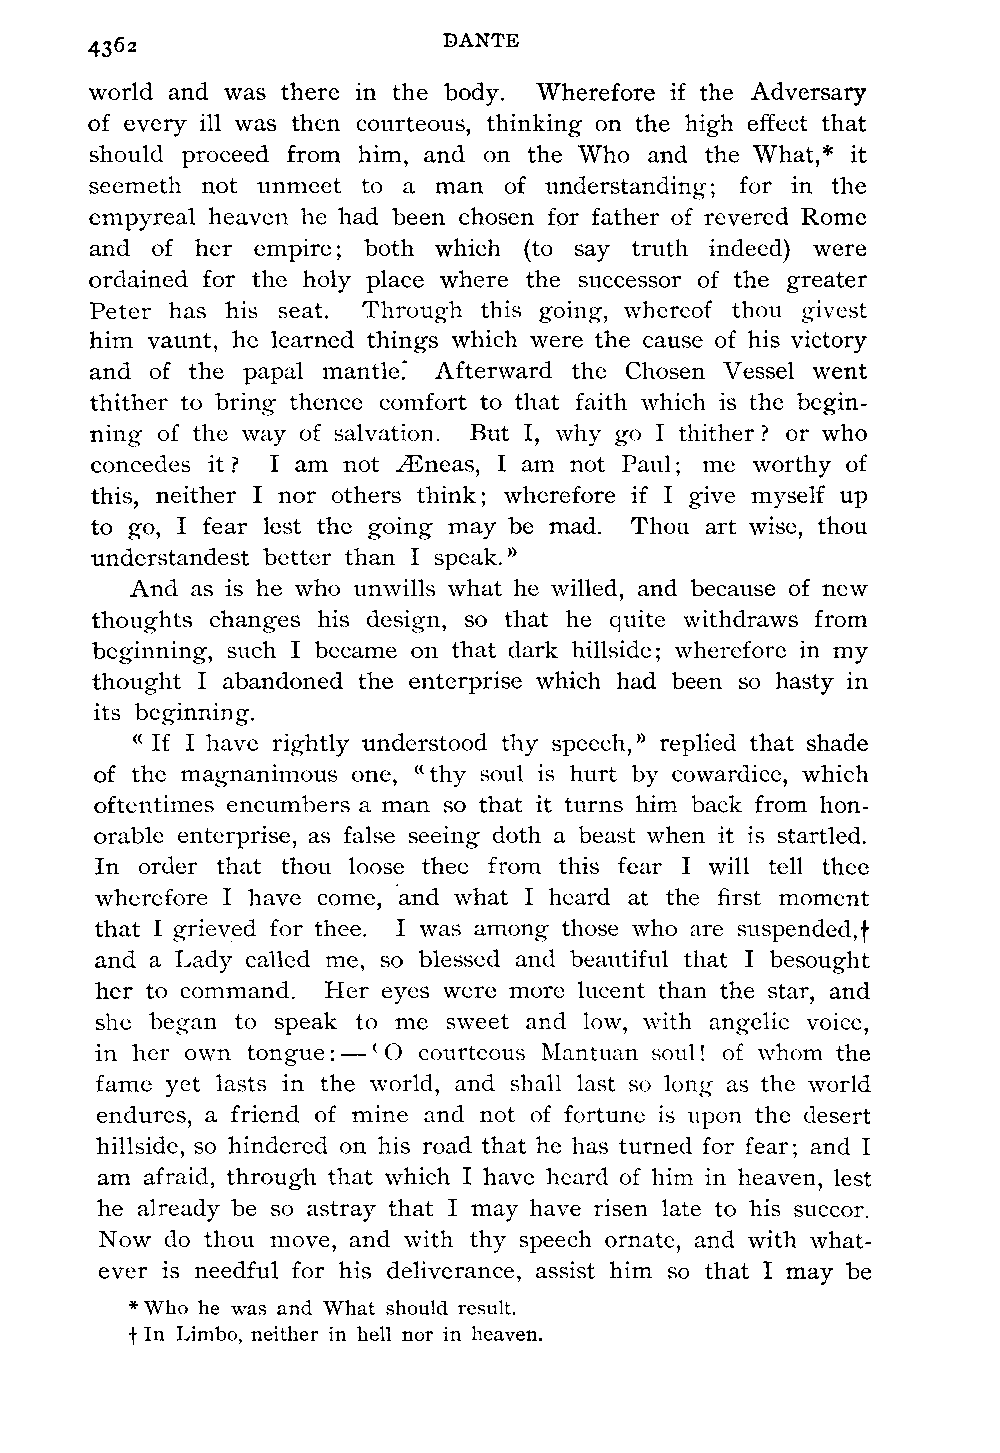 4362
DANTE
world and was there in the body. Wherefore if the Adversary
of every ill was then courteous, thinking on the high effect that
should proceed from him, and on the Who and the What,* it
seemeth not unmeet to a man of understanding; for in the
empyreal heaven he had been chosen for father of revered Rome
and of her empire; both which (to say truth indeed) were
ordained for the holy place where the successor of the greater
Peter has his seat. Through this going, whereof thou givest
him vaunt, he learned things which were the cause of his victory
and of the papal mantle. Afterward the Chosen Vessel went
thither to bring thence comfort to that faith which is the begin-
ning of the way of salvation. But I, why go I thither? or who
concedes it? I am not Æneas, I am not Paul; me worthy of
this, neither I nor others think; wherefore if I give myself up
to go, I fear lest the going may be mad. Thou art wise, thou
understandest better than I speak.»
And as is he who unwills what he willed, and because of new
thoughts changes his design, so that he quite withdraws from
beginning, such I became on that dark hillside; wherefore in my
thought I abandoned the enterprise which had been so hasty in
its beginning.
«If I have rightly understood thy speech,» replied that shade
of the magnanimous one, «thy soul is hurt by cowardice, which
oftentimes encumbers a man so that it turns him back from hon-
orable enterprise, as false seeing doth a beast when it is startled.
In order that thou loose thee from this fear I will tell thee
wherefore I have come, and what I heard at the first moment
that I grieved for thee. I was among those who are suspended,†
and a Lady called me, so blessed and beautiful that I besought
her to command. Her eyes were more lucent than the star, and
she began to speak to me sweet and low, with angelic voice,
in her own tongue:—‹O courteous Mantuan soul! of whom the
fame yet lasts in the world, and shall last so long as the world
endures, a friend of mine and not of fortune is upon the desert
hillside, so hindered on his road that he has turned for fear; and I
am afraid, through that which I have heard of him in heaven, lest
he already be so astray that I may have risen late to his succor.
Now do thou move, and with thy speech ornate, and with what-
ever is needful for his deliverance, assist him so that I may be
* Who he was and What should result.
† In Limbo, neither in hell nor in heaven.